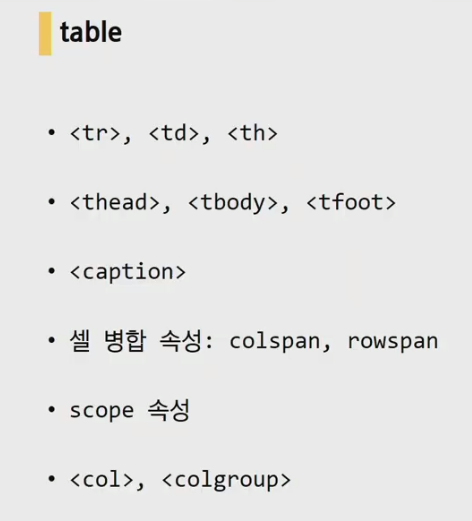 table
• <tr>, <td>, <th>
• <thead>, <tbody>, <tfoot>
• <caption>
• 셀 병합 속성: colspan, rowspan
• scope 속성
• <col>, <colgroup>